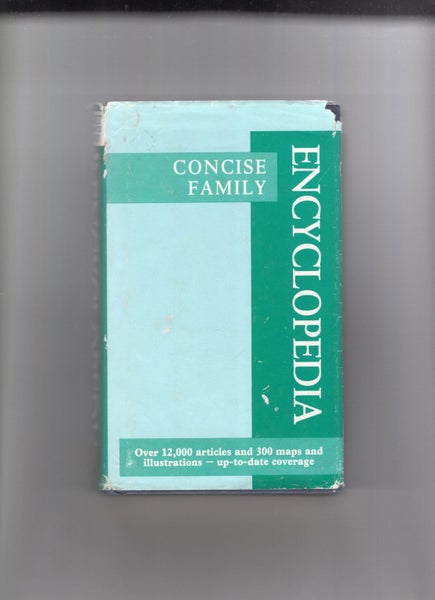 CONCISE
FAMILY
ENCYCLOPEDIA
Over 12,000 articles and 300 maps and
illustrations — up-to-date coverage